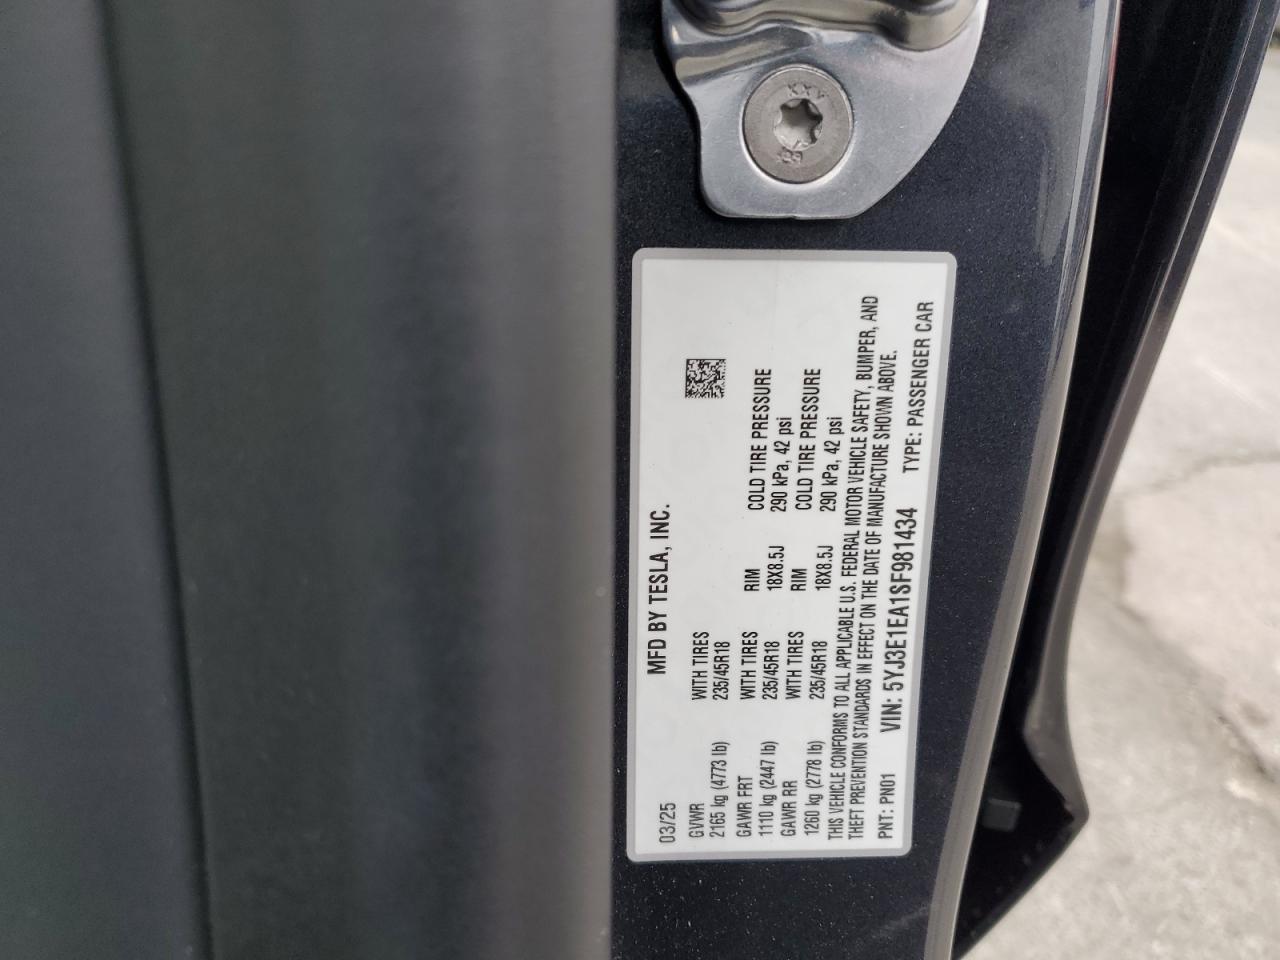 KXY
03/25 MFD BY TESLA, INC.
GVWR WITH TIRES
2165 kg (4773 lb) 235/45R18
GAWR FRT WITH TIRES RIM COLD TIRE PRESSURE
1110 kg (2447 lb) 235/45R18 18X8.5J 290 kPa, 42 psi
GAWR RR WITH TIRES RIM COLD TIRE PRESSURE
1260 kg (2778 lb) 235/45R18 18X8.5J 290 kPa, 42 psi
THIS VEHICLE CONFORMS TO ALL APPLICABLE U.S. FEDERAL MOTOR VEHICLE SAFETY, BUMPER, AND
THEFT PREVENTION STANDARDS IN EFFECT ON THE DATE OF MANUFACTURE SHOWN ABOVE.
PNT: PN01 VIN: 5YJ3E1EA1SF981434 TYPE: PASSENGER CAR